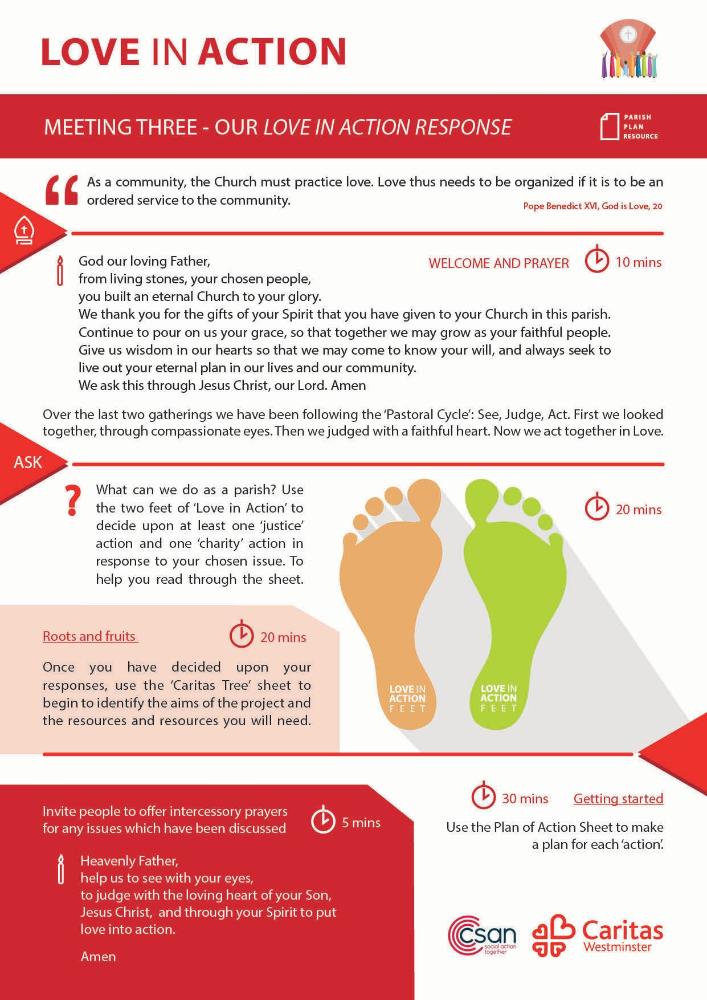 LOVE IN ACTION
MEETING THREE - OUR LOVE IN ACTION RESPONSE
PARISH
PLAN
RESOURCE
As a community, the Church must practice love. Love thus needs to be organized if it is to be an
ordered service to the community.
Pope Benedict XVI, God is Love, 20
WELCOME AND PRAYER
10 mins
God our loving Father,
from living stones, your chosen people,
you built an eternal Church to your glory.
We thank you for the gifts of your Spirit that you have given to your Church in this parish.
Continue to pour on us your grace, so that together we may grow as your faithful people.
Give us wisdom in our hearts so that we may come to know your will, and always seek to
live out your eternal plan in our lives and our community.
We ask this through Jesus Christ, our Lord. Amen
Over the last two gatherings we have been following the ‘Pastoral Cycle’: See, Judge, Act. First we looked
together, through compassionate eyes. Then we judged with a faithful heart. Now we act together in Love.
ASK
?
What can we do as a parish? Use
the two feet of ‘Love in Action’ to
decide upon at least one ‘justice’
action and one ‘charity’ action in
response to your chosen issue. To
help you read through the sheet.
20 mins
LOVE IN
ACTION
FEET
LOVE IN
ACTION
FEET
Roots and fruits
20 mins
Once you have decided upon your
responses, use the ‘Caritas Tree’ sheet to
begin to identify the aims of the project and
the resources and resources you will need.
30 mins
Getting started
Use the Plan of Action Sheet to make
a plan for each ‘action’.
Invite people to offer intercessory prayers
for any issues which have been discussed
5 mins
Heavenly Father,
help us to see with your eyes,
to judge with the loving heart of your Son,
Jesus Christ, and through your Spirit to put
love into action.
Amen
csan
social action
together
Caritas
Westminster